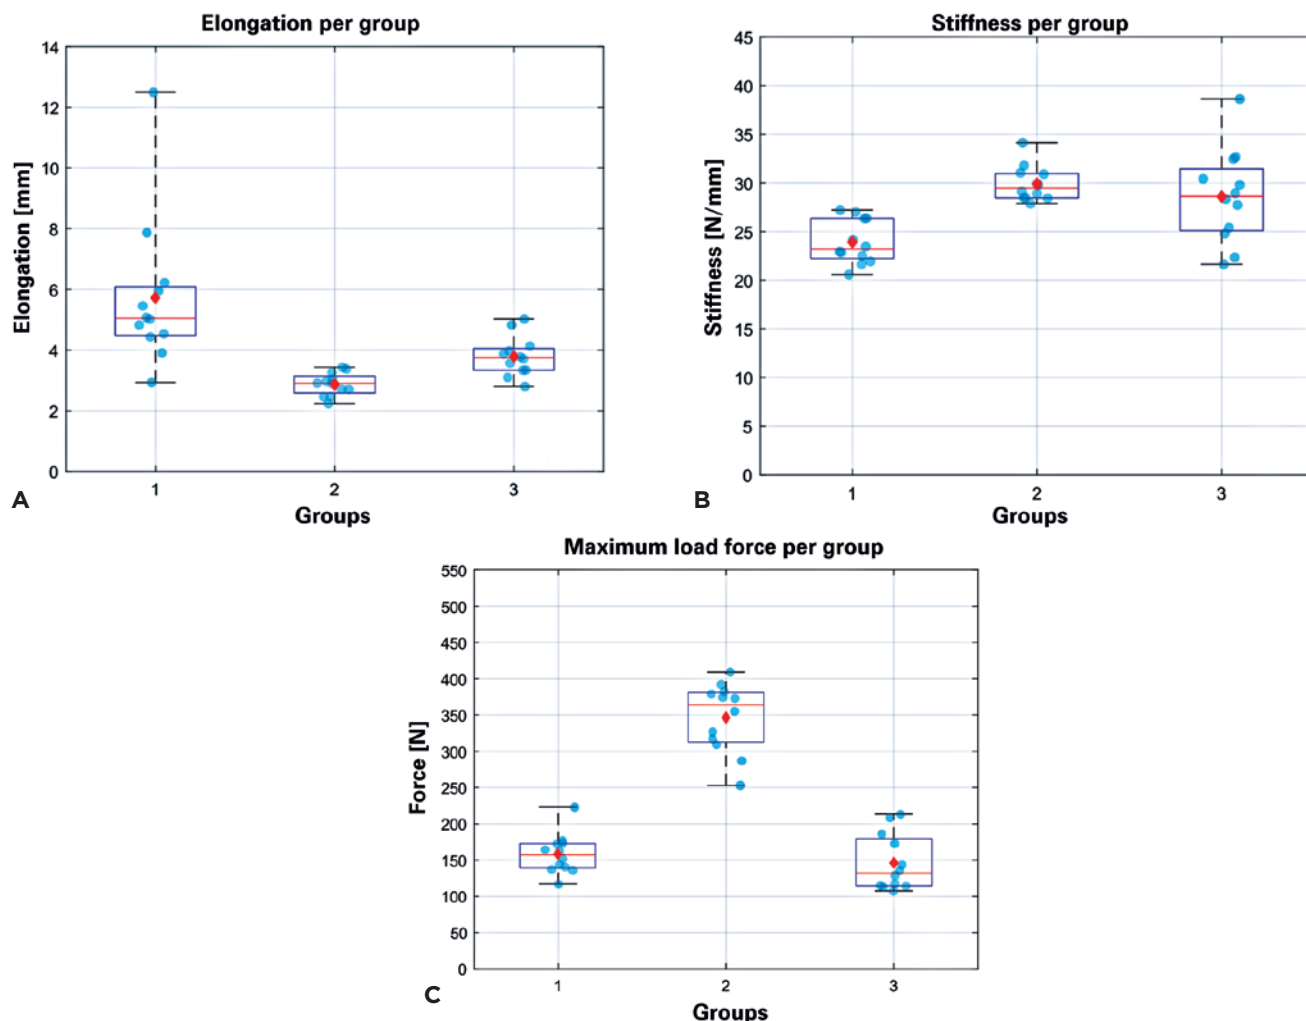 Elongation per group
14
12
10
8
6
4
2
0
Elongation [mm]
1 2 3
Groups
A
Stiffness per group
45
40
35
30
25
20
15
10
5
0
Stiffness [N/mm]
1 2 3
Groups
B
Maximum load force per group
550
500
450
400
350
300
250
200
150
100
50
0
Force [N]
1 2 3
Groups
C